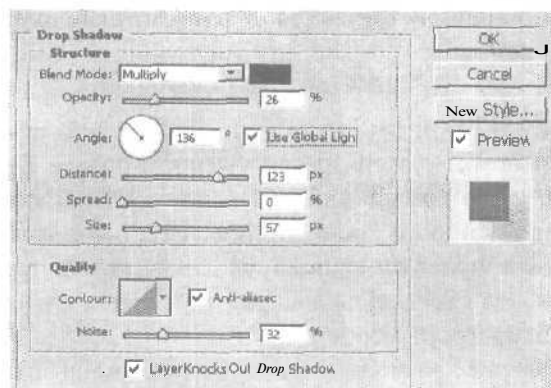 Drop Shadow
Structure
Blend Mode: Multiply
Opacity: 26 %
Angle: 136 ° Use Global Ligh
Distance: 123 px
Spread: 0 %
Size: 57 px
Quality
Contour: Anti-aliasec
Noise: 32 %
LayerKnocks Out Drop Shadow
OK
Cancel
New Style...
Preview